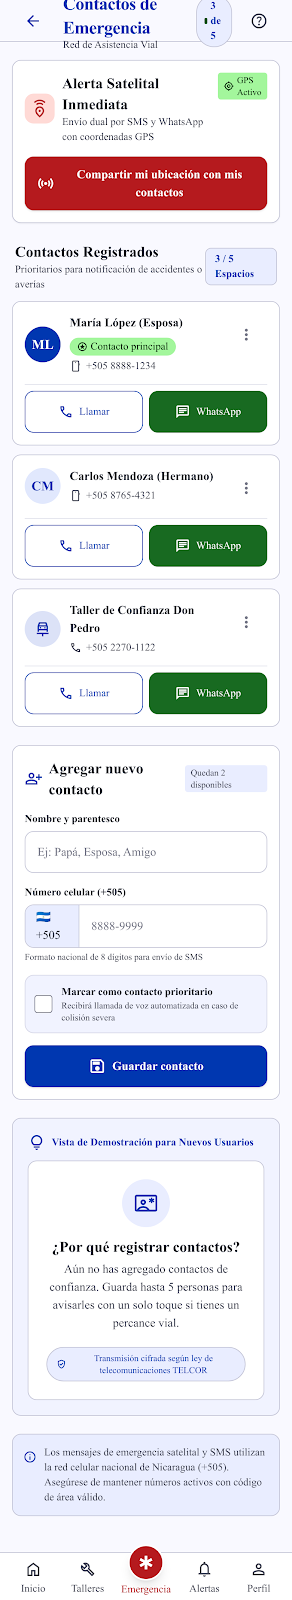 Contactos de
Emergencia
Red de Asistencia Vial
3
de
5
Alerta Satelital
Inmediata
Envío dual por SMS y WhatsApp
con coordenadas GPS
GPS
Activo
Compartir mi ubicación con mis
contactos
Contactos Registrados
Prioritarios para notificación de accidentes o
averías
3 / 5
Espacios
ML
María López (Esposa)
Contacto principal
+505 8888-1234
Llamar
WhatsApp
CM
Carlos Mendoza (Hermano)
+505 8765-4321
Llamar
WhatsApp
Taller de Confianza Don
Pedro
+505 2270-1122
Llamar
WhatsApp
Agregar nuevo
contacto
Quedan 2
disponibles
Nombre y parentesco
Ej: Papá, Esposa, Amigo
Número celular (+505)
+505
8888-9999
Formato nacional de 8 dígitos para envío de SMS
Marcar como contacto prioritario
Recibirá llamada de voz automatizada en caso de
colisión severa
Guardar contacto
Vista de Demostración para Nuevos Usuarios
¿Por qué registrar contactos?
Aún no has agregado contactos de
confianza. Guarda hasta 5 personas para
avisarles con un solo toque si tienes un
percance vial.
Transmisión cifrada según ley de
telecomunicaciones TELCOR
Los mensajes de emergencia satelital y SMS utilizan
la red celular nacional de Nicaragua (+505).
Asegúrese de mantener números activos con código
de área válido.
Inicio
Talleres
Emergencia
Alertas
Perfil